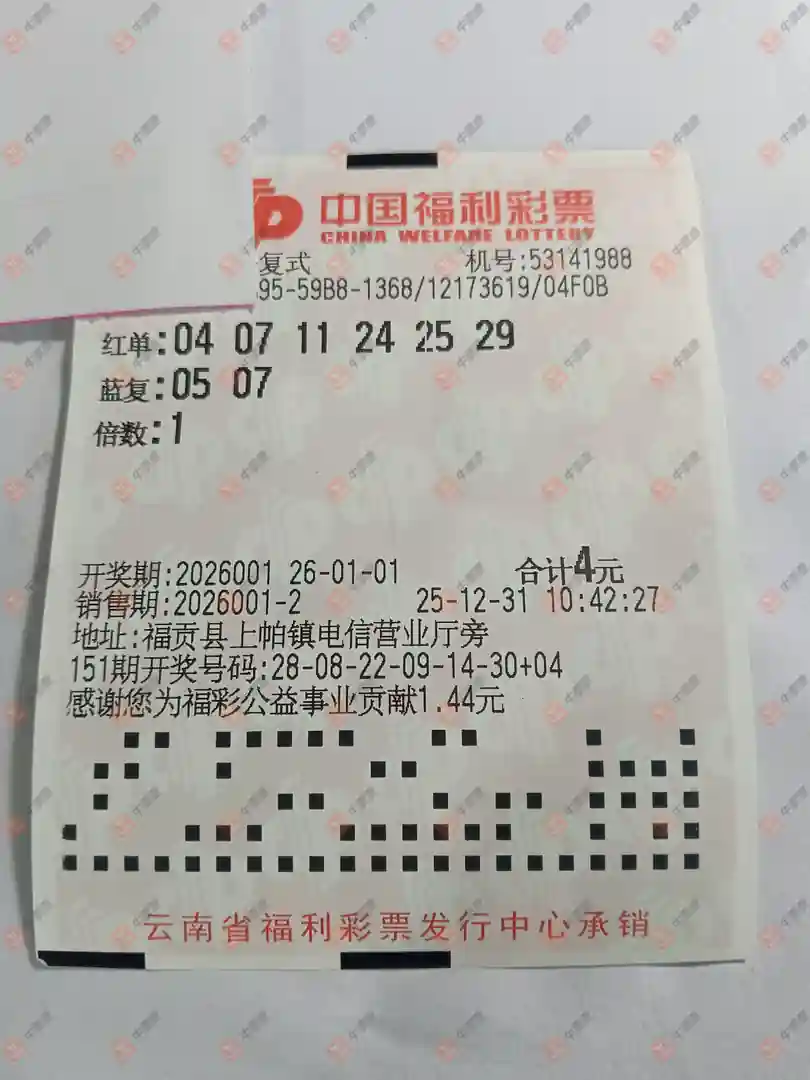 中国福利彩票
CHINA WELFARE LOTTERY
复式 机号:53141988
95-59B8-1368/12173619/04F0B
红单:04 07 11 24 25 29
蓝复:05 07
倍数:1
开奖期:2026001 26-01-01 合计4元
销售期:2026001-2 25-12-31 10:42:27
地址:福贡县上帕镇电信营业厅旁
151期开奖号码:28-08-22-09-14-30+04
感谢您为福彩公益事业贡献1.44元
云南省福利彩票发行中心承销